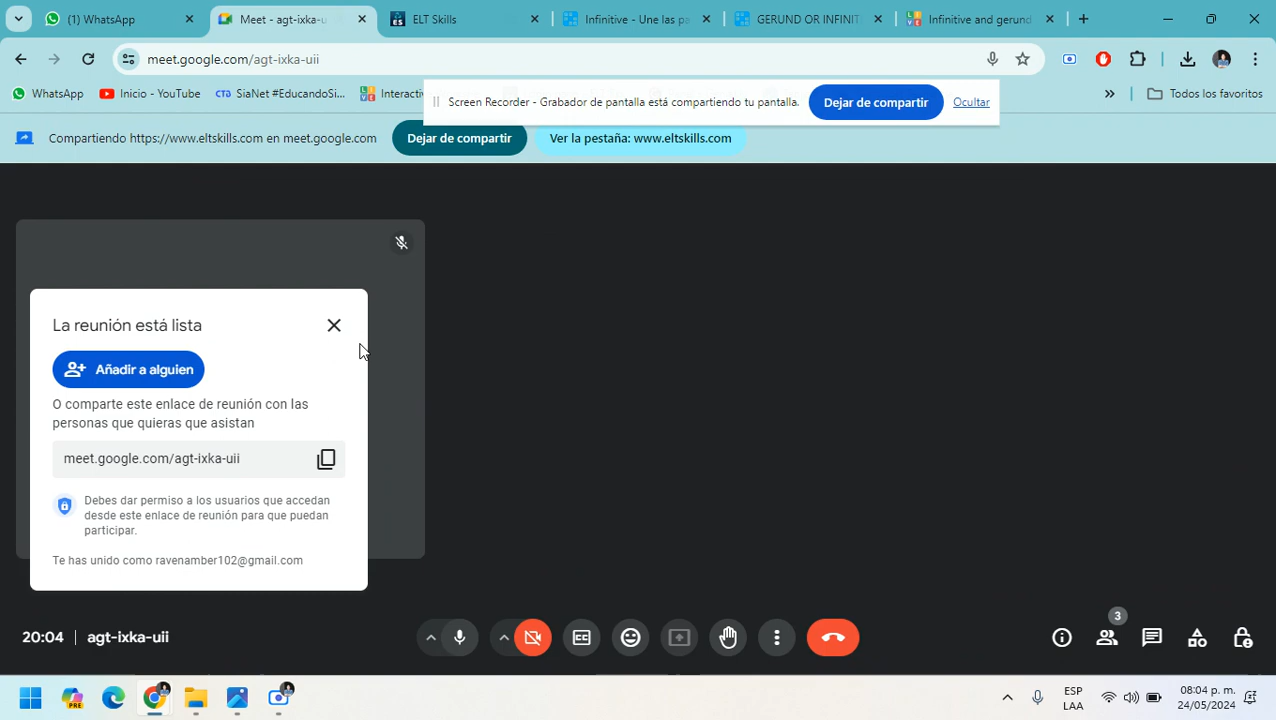 (1) WhatsApp
Meet - agt-ixka-u
ELT Skills
Infinitive - Une las pa
GERUND OR INFINIT
Infinitive and gerund
meet.google.com/agt-ixka-uii
WhatsApp
Inicio - YouTube
SiaNet #EducandoSi...
Interactiv
Todos los favoritos
Screen Recorder - Grabador de pantalla está compartiendo tu pantalla.
Dejar de compartir
Ocultar
Compartiendo https://www.eltskills.com en meet.google.com
Dejar de compartir
Ver la pestaña: www.eltskills.com
La reunión está lista
Añadir a alguien
O comparte este enlace de reunión con las
personas que quieras que asistan
meet.google.com/agt-ixka-uii
Debes dar permiso a los usuarios que accedan
desde este enlace de reunión para que puedan
participar.
Te has unido como ravenamber102@gmail.com
20:04
agt-ixka-uii
3
PRE
ESP
LAA
08:04 p. m.
24/05/2024